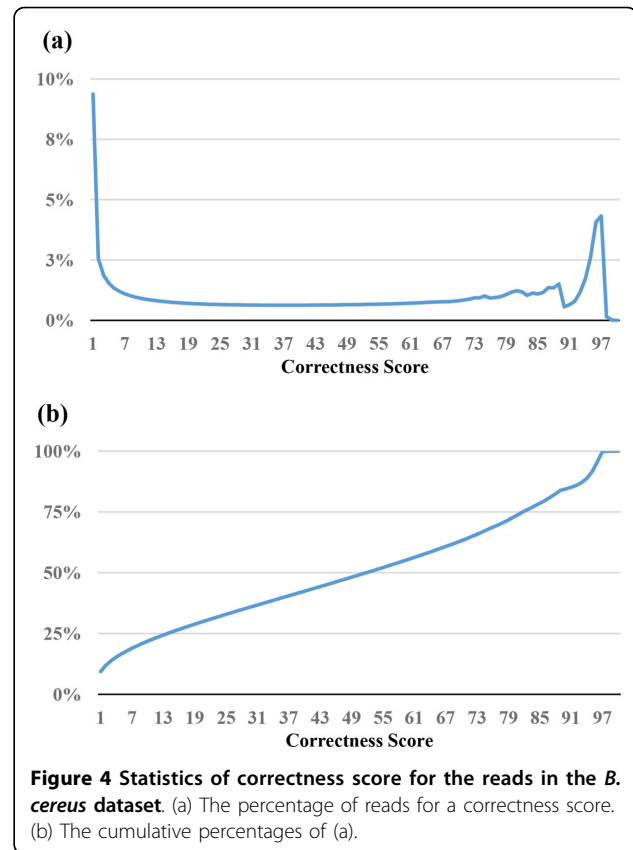 (a)
10%
8%
5%
3%
0%
1 7 13 19 25 31 37 43 49 55 61 67 73 79 85 91 97
Correctness Score
(b)
100%
75%
50%
25%
0%
1 7 13 19 25 31 37 43 49 55 61 67 73 79 85 91 97
Correctness Score
Figure 4 Statistics of correctness score for the reads in the B.
cereus dataset. (a) The percentage of reads for a correctness score.
(b) The cumulative percentages of (a).